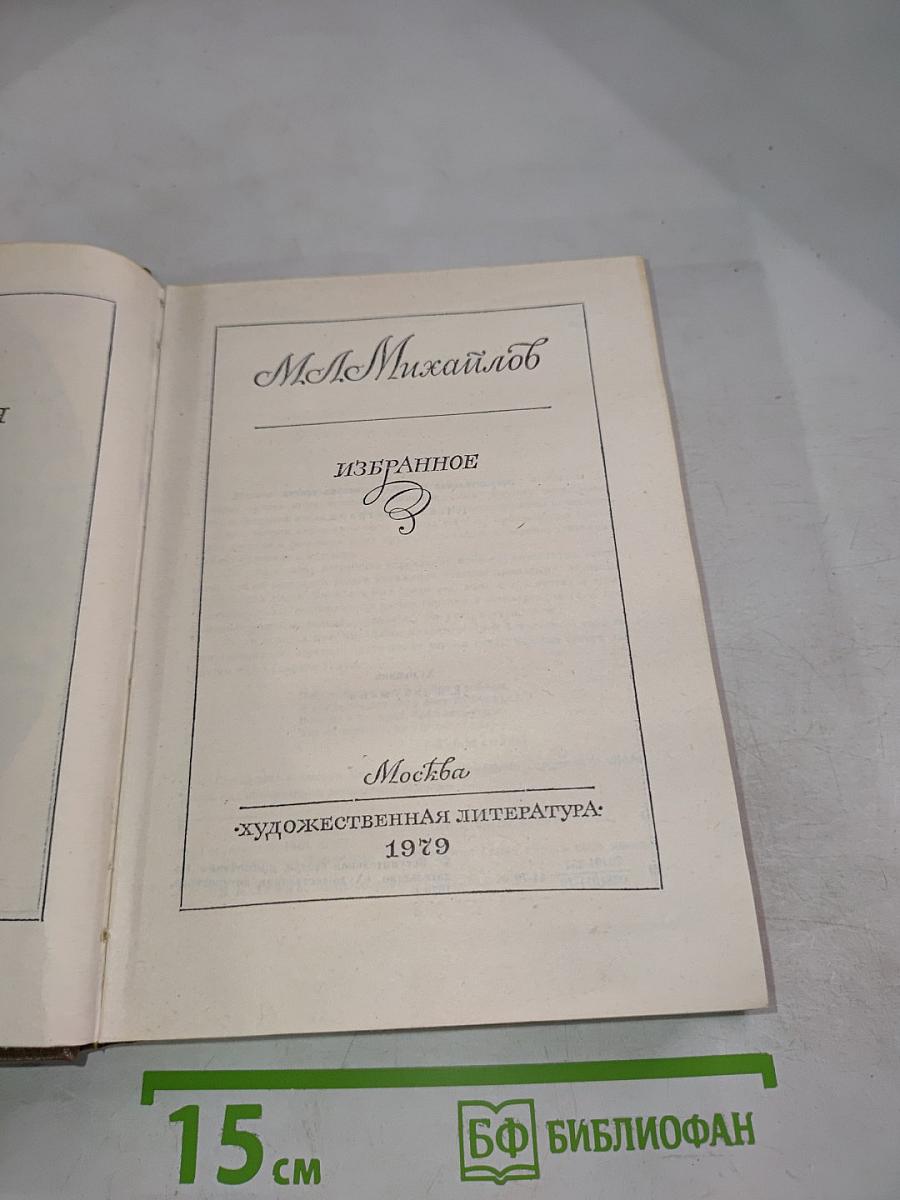 М.Л.Михайлов
ИЗБРАННОЕ
Москва
·ХУДОЖЕСТВЕННАЯ ЛИТЕРАТУРА·
1979
15 см
БФ БИБЛИОФАН